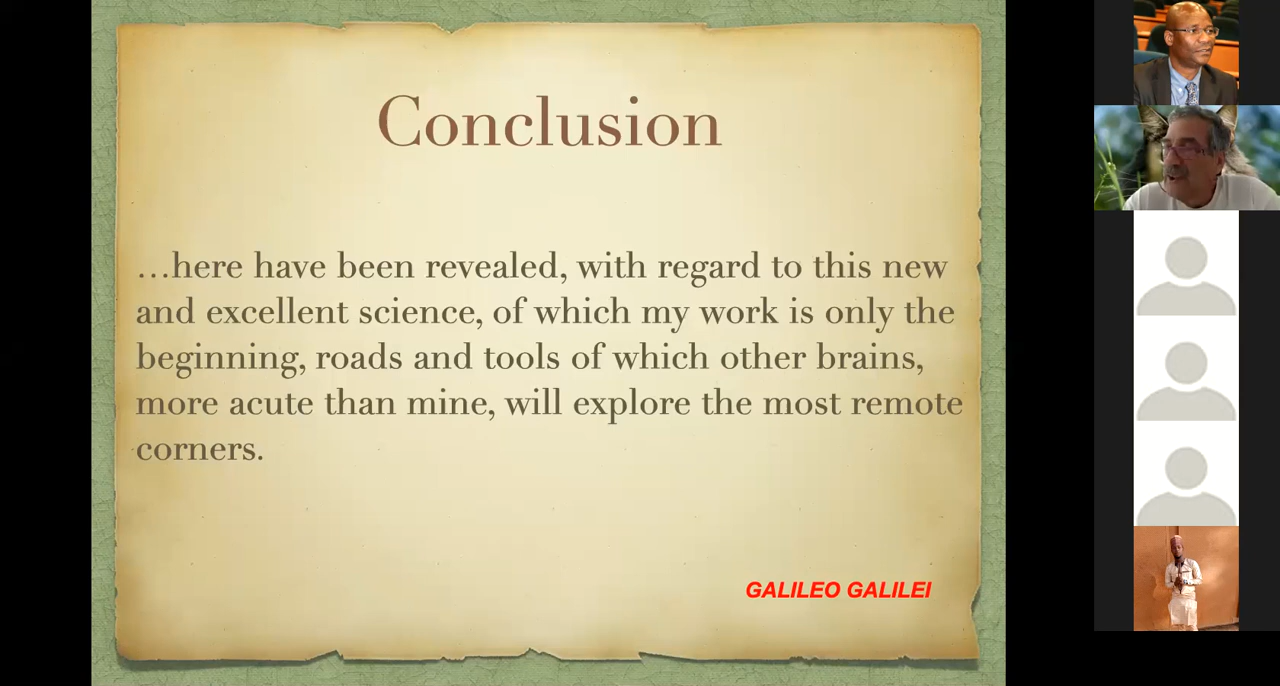 Conclusion
…here have been revealed, with regard to this new
and excellent science, of which my work is only the
beginning, roads and tools of which other brains,
more acute than mine, will explore the most remote
corners.
GALILEO GALILEI